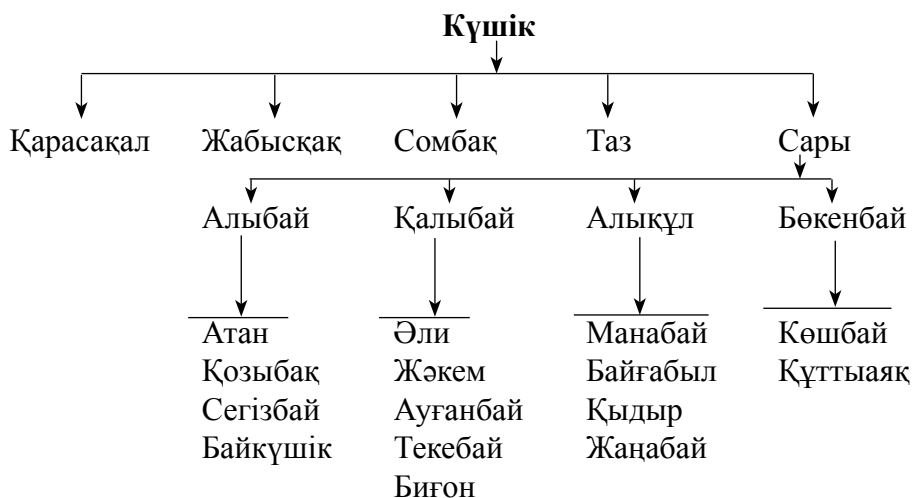 Күшік
Қарасақал Жабысқақ Сомбақ Таз Сары
Алыбай Қалыбай Алықұл Бөкенбай
Атан Әли Манабай Көшбай
Қозыбақ Жәкем Байғабыл Құттыаяқ
Сегізбай Ауғанбай Қыдыр
Байкүшік Текебай Жаңабай
Биғон